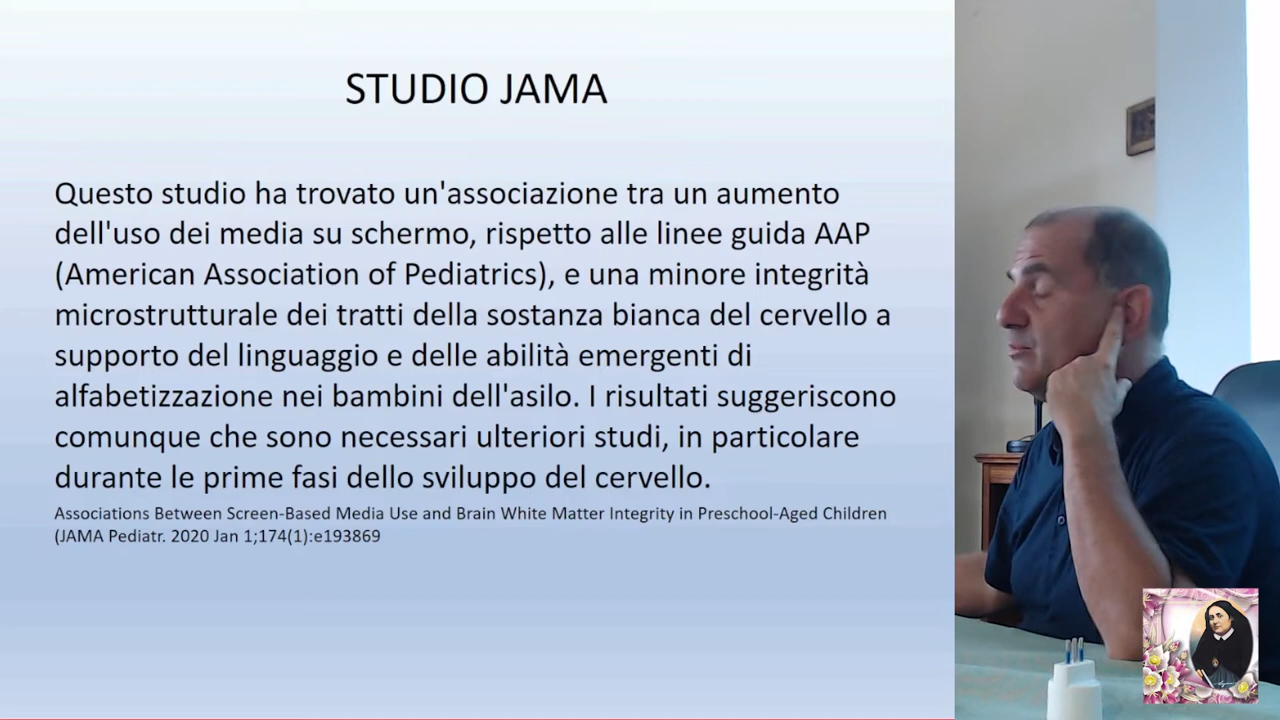 STUDIO JAMA
Questo studio ha trovato un'associazione tra un aumento
dell'uso dei media su schermo, rispetto alle linee guida AAP
(American Association of Pediatrics), e una minore integrità
microstrutturale dei tratti della sostanza bianca del cervello a
supporto del linguaggio e delle abilità emergenti di
alfabetizzazione nei bambini dell'asilo. I risultati suggeriscono
comunque che sono necessari ulteriori studi, in particolare
durante le prime fasi dello sviluppo del cervello.
Associations Between Screen-Based Media Use and Brain White Matter Integrity in Preschool-Aged Children
(JAMA Pediatr. 2020 Jan 1;174(1):e193869